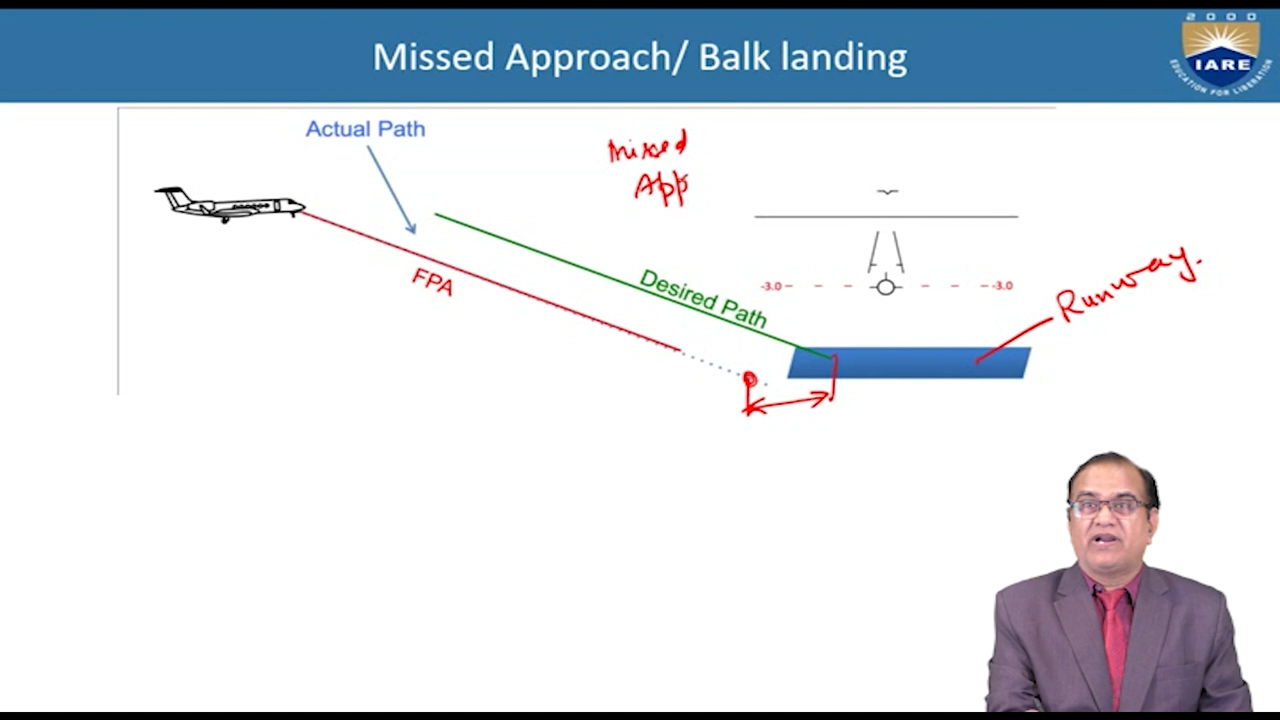 2000
Missed Approach/ Balk landing
IARE
EDUCATION FOR LIBERATION
Actual Path
Missed
App
FPA
Desired Path
-3.0
-3.0
Runway.